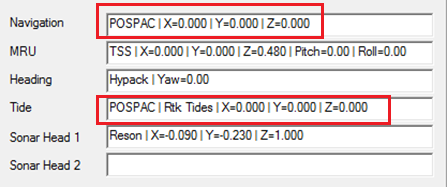 Navigation POSPAC | X=0.000 | Y=0.000 | Z=0.000
MRU TSS | X=0.000 | Y=0.000 | Z=0.480 | Pitch=0.00 | Roll=0.00
Heading Hypack | Yaw=0.00
Tide POSPAC | Rtk Tides | X=0.000 | Y=0.000 | Z=0.000
Sonar Head 1 Reson | X=-0.090 | Y=-0.230 | Z=1.000
Sonar Head 2